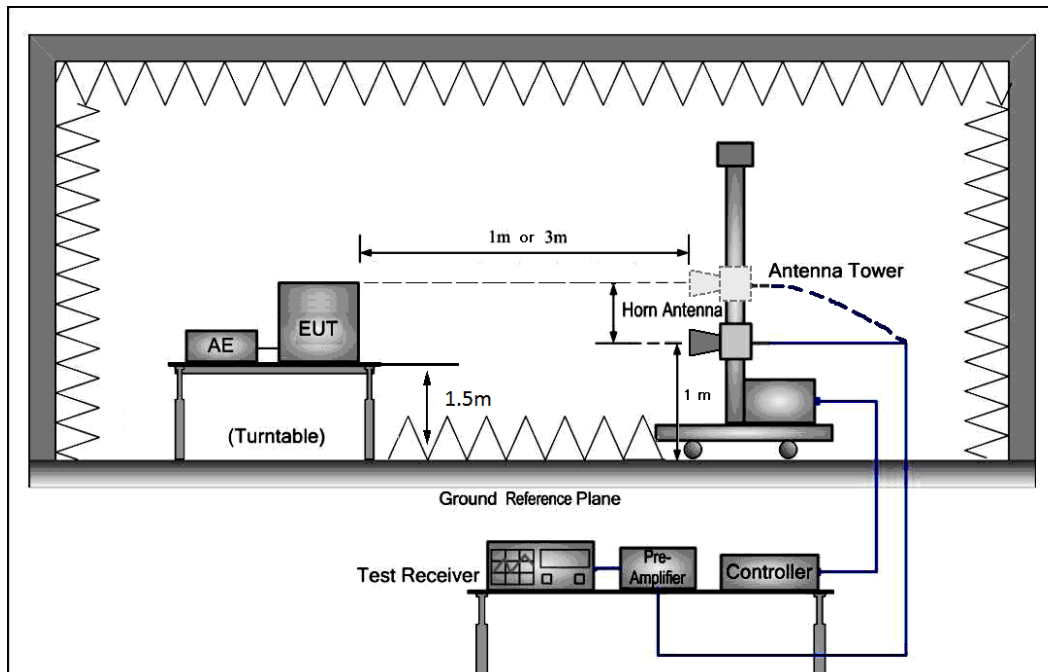 1m or 3m
Antenna Tower
Horn Antenna
EUT
AE
1.5m
1 m
(Turntable)
Ground Reference Plane
Test Receiver
Pre-
Amplifier
Controller